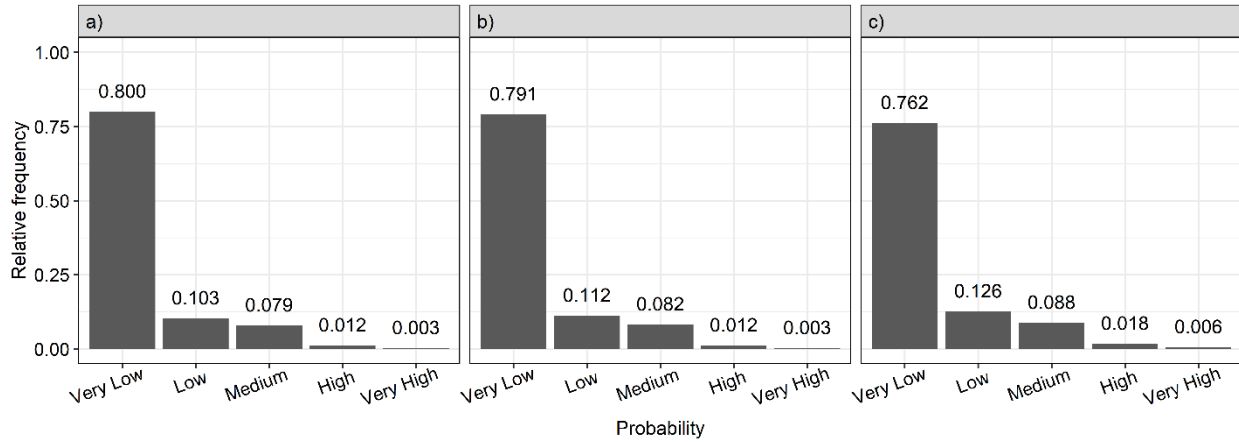 a)
b)
c)
Relative frequency
1.00
0.75
0.50
0.25
0.00
0.800
0.103
0.079
0.012
0.003
0.791
0.112
0.082
0.012
0.003
0.762
0.126
0.088
0.018
0.006
Very Low
Low
Medium
High
Very High
Very Low
Low
Medium
High
Very High
Very Low
Low
Medium
High
Very High
Probability